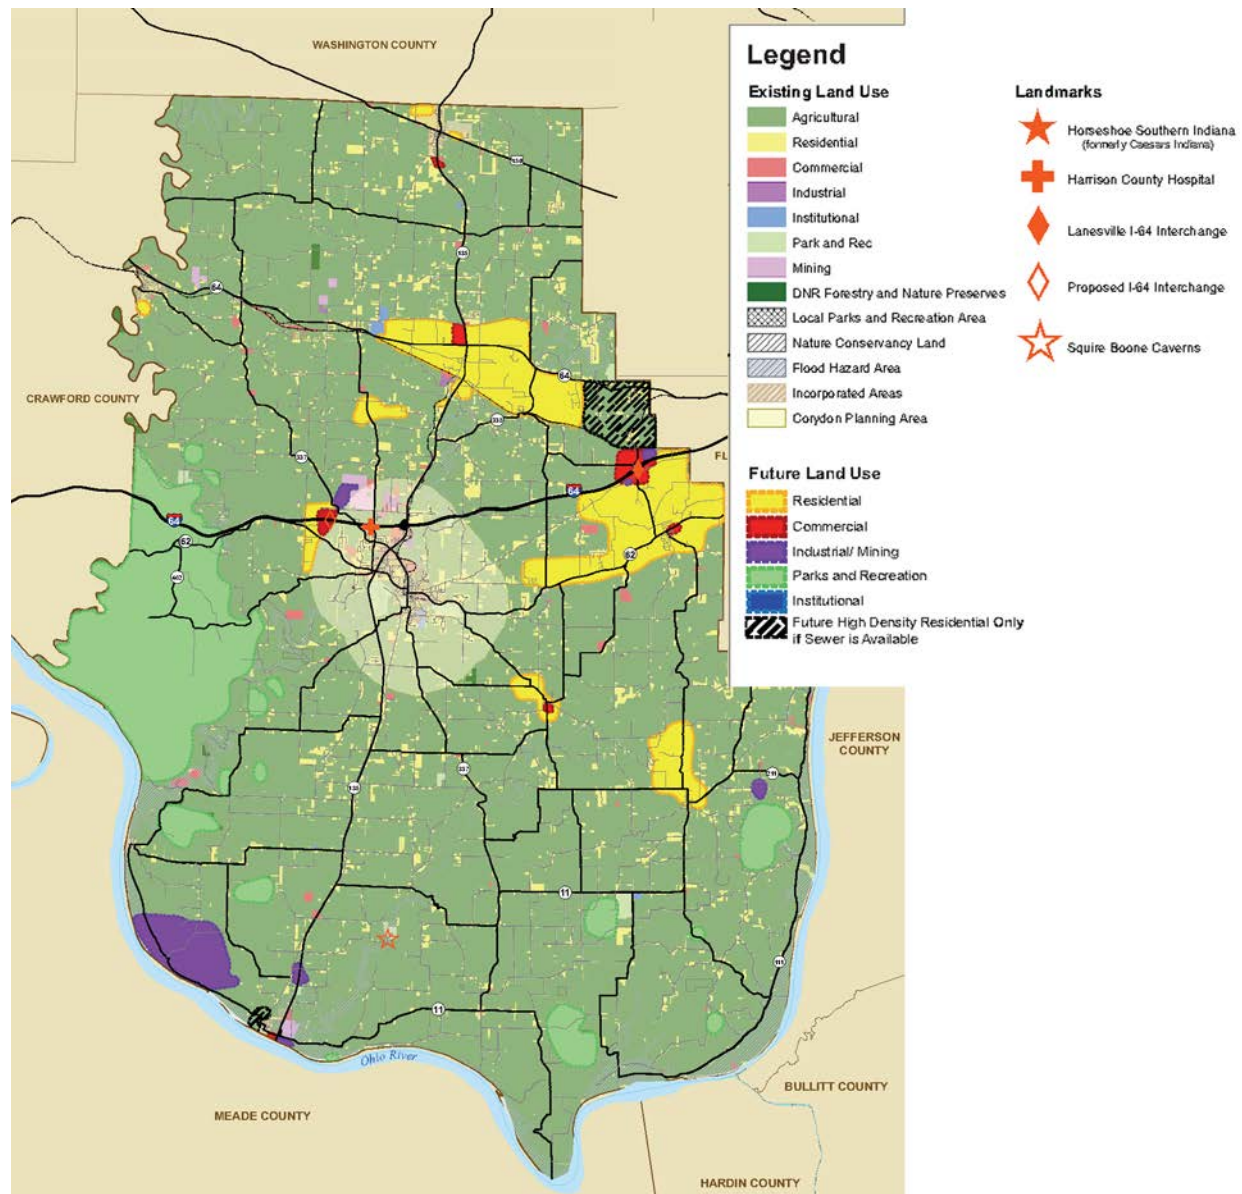 WASHINGTON COUNTY
Legend
Existing Land Use
Agricultural
Residential
Commercial
Industrial
Institutional
Park and Rec
Mining
DNR Forestry and Nature Preserves
Local Parks and Recreation Area
Nature Conservancy Land
Flood Hazard Area
Incorporated Areas
Corydon Planning Area
Future Land Use
Residential
Commercial
Industrial/ Mining
Parks and Recreation
Institutional
Future High Density Residential Only
if Sewer is Available
Landmarks
Horseshoe Southern Indiana
(formerly Caesars Indiana)
Harrison County Hospital
Lanesville I-64 Interchange
Proposed I-64 Interchange
Squire Boone Caverns
135
64
64
CRAWFORD COUNTY
337
FL
64
64
62
62
JEFFERSON
COUNTY
337
135
211
11
111
11
Ohio River
BULLITT COUNTY
MEADE COUNTY
HARDIN COUNTY